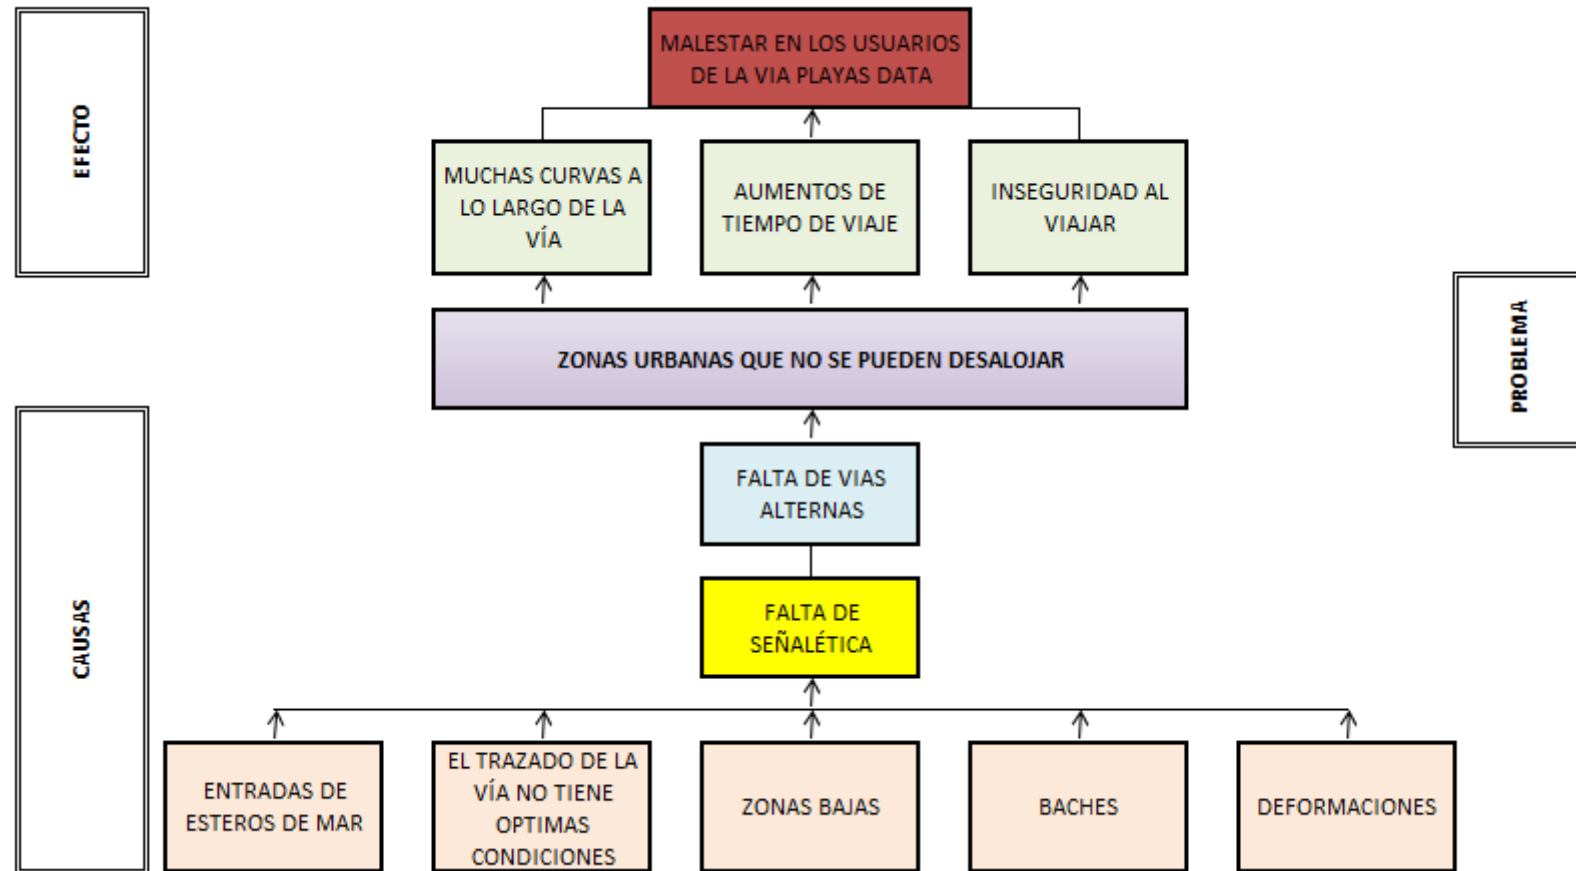 MALESTAR EN LOS USUARIOS
DE LA VIA PLAYAS DATA
EFECTO
MUCHAS CURVAS A
LO LARGO DE LA
VÍA
AUMENTOS DE
TIEMPO DE VIAJE
INSEGURIDAD AL
VIAJAR
ZONAS URBANAS QUE NO SE PUEDEN DESALOJAR
PROBLEMA
FALTA DE VIAS
ALTERNAS
CAUSAS
FALTA DE
SEÑALÉTICA
ENTRADAS DE
ESTEROS DE MAR
EL TRAZADO DE LA
VÍA NO TIENE
OPTIMAS
CONDICIONES
ZONAS BAJAS
BACHES
DEFORMACIONES